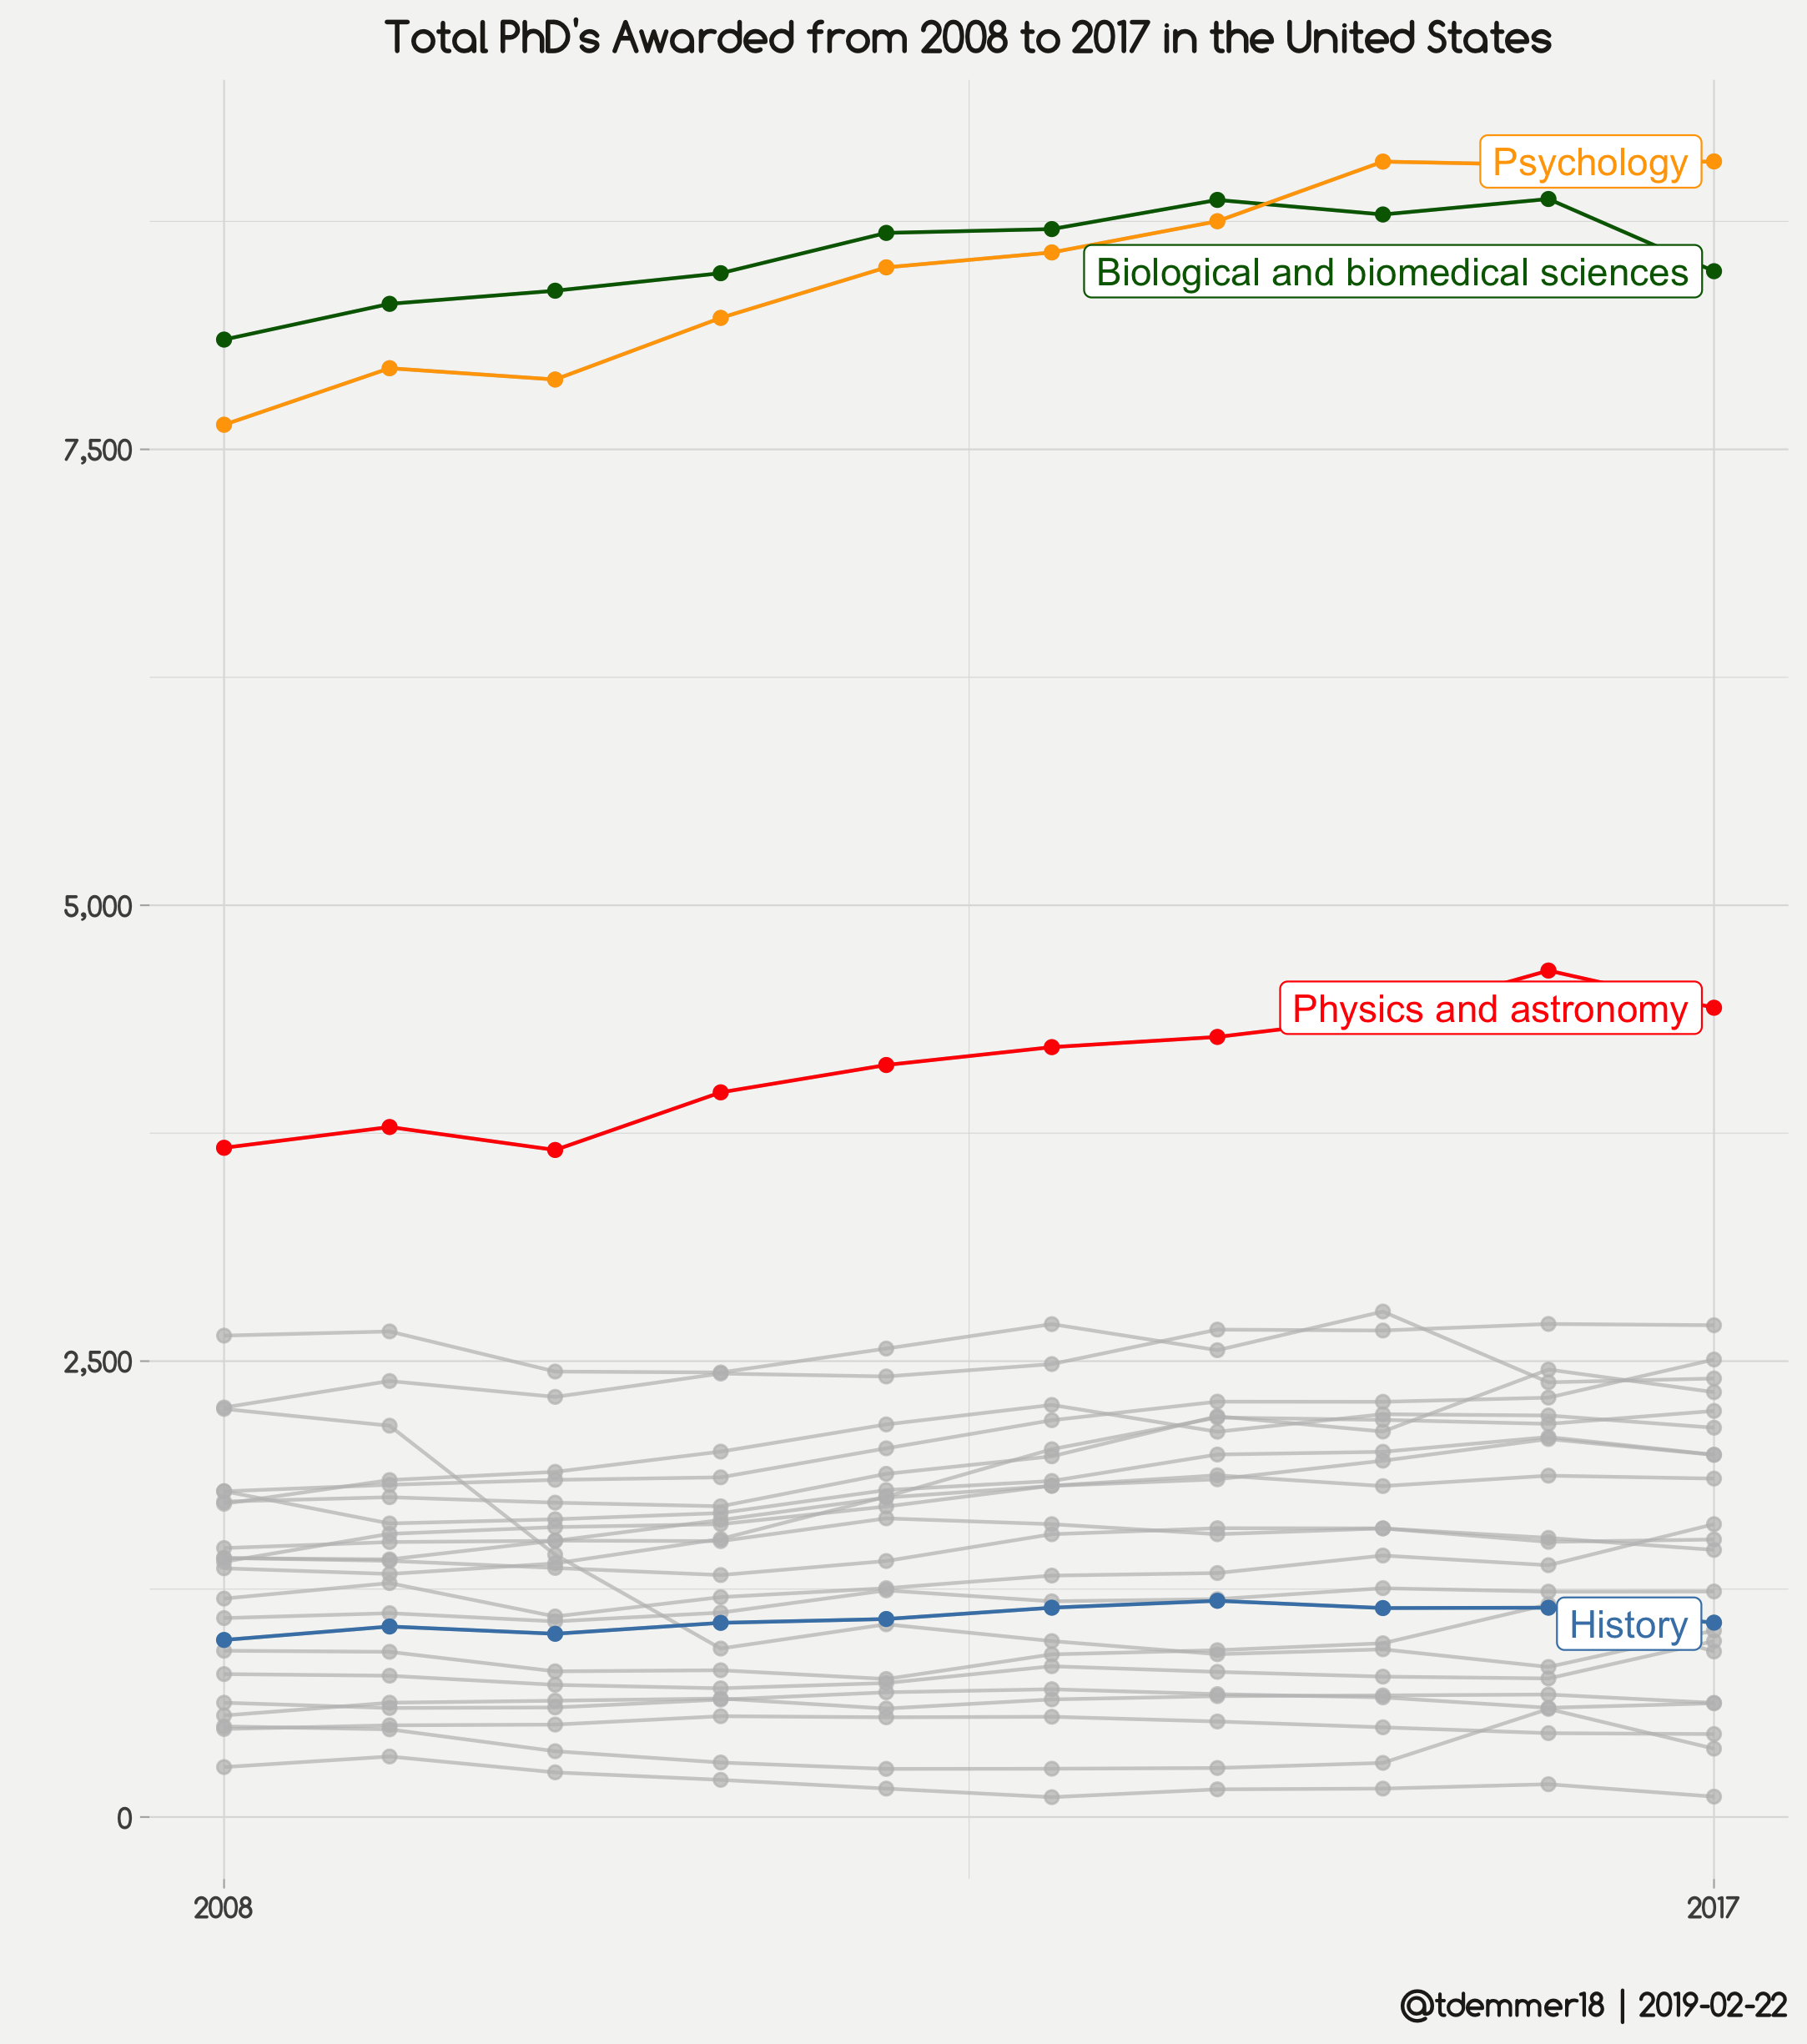 Total PhD's Awarded from 2008 to 2017 in the United States
Psychology
Biological and biomedical sciences
7,500
5,000
Physics and astronomy
2,500
History
0
2008
2017
@tdemmer18 | 2019-02-22